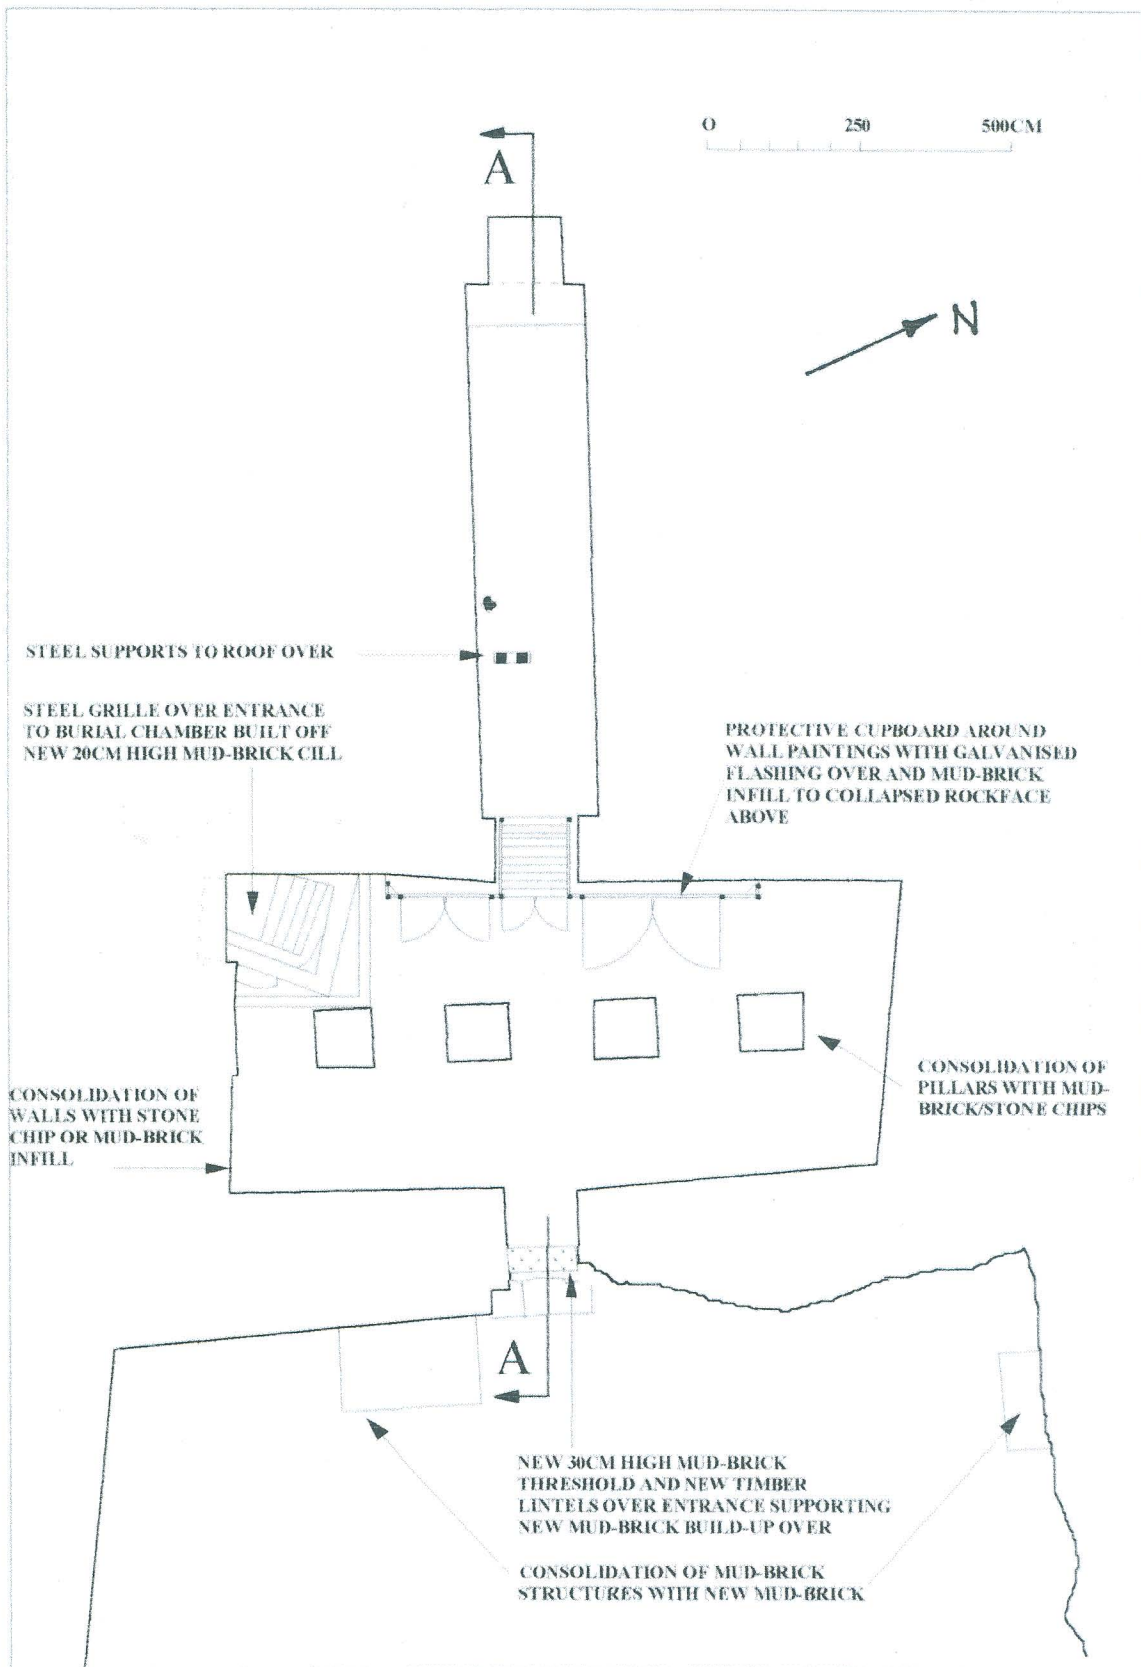 O 250 500CM
A
N
STEEL SUPPORTS TO ROOF OVER
STEEL GRILLE OVER ENTRANCE
TO BURIAL CHAMBER BUILT OFF
NEW 20CM HIGH MUD-BRICK CILL
PROTECTIVE CUPBOARD AROUND
WALL PAINTINGS WITH GALVANISED
FLASHING OVER AND MUD-BRICK
INFILL TO COLLAPSED ROCKFACE
ABOVE
CONSOLIDATION OF
PILLARS WITH MUD-
BRICK/STONE CHIPS
CONSOLIDATION OF
WALLS WITH STONE
CHIP OR MUD-BRICK
INFILL
A
NEW 30CM HIGH MUD-BRICK
THRESHOLD AND NEW TIMBER
LINTELS OVER ENTRANCE SUPPORTING
NEW MUD-BRICK BUILD-UP OVER
CONSOLIDATION OF MUD-BRICK
STRUCTURES WITH NEW MUD-BRICK